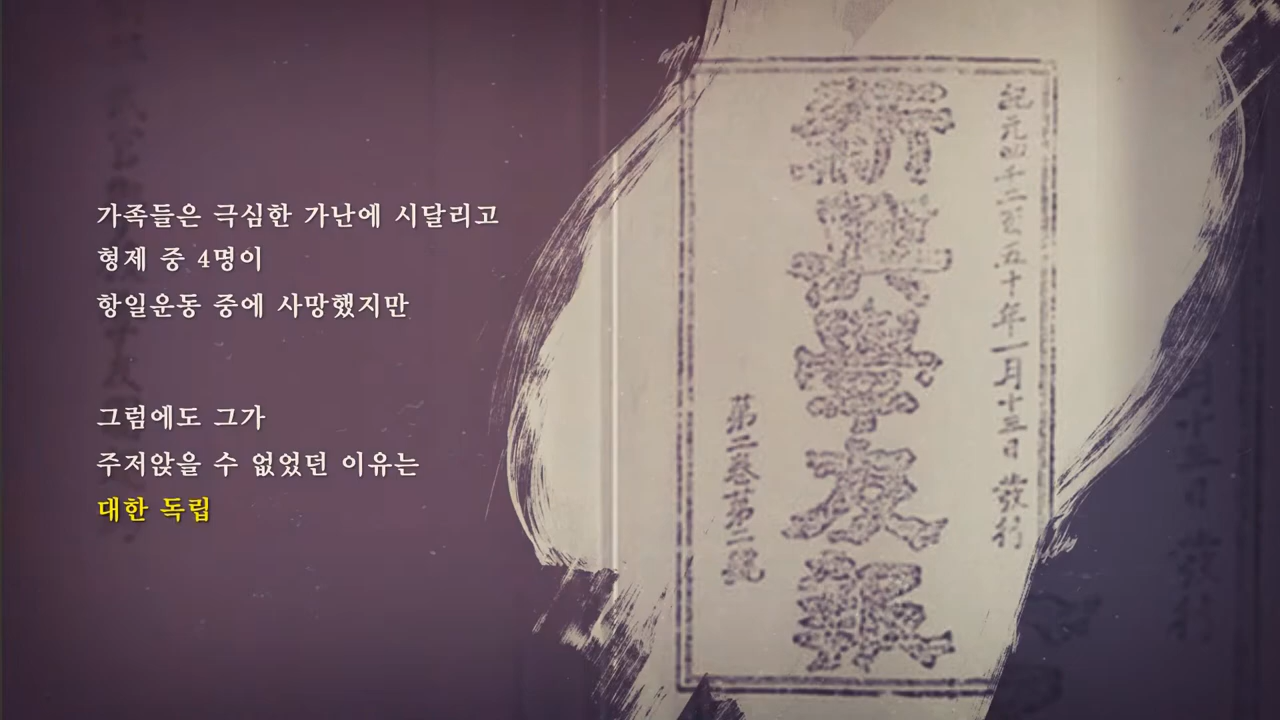 가족들은 극심한 가난에 시달리고
형제 중 4명이
항일운동 중에 사망했지만
그럼에도 그가
주저앉을 수 없었던 이유는
대한 독립
紀元四千二百五十年一月十三日 發行
新興學友報
第二卷第二號